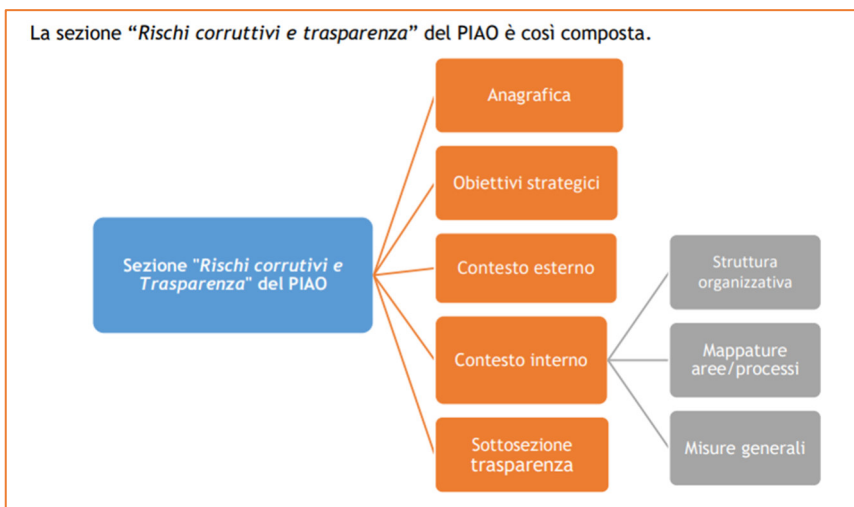 La sezione “Rischi corruttivi e trasparenza” del PIAO è così composta.
Anagrafica
Obiettivi strategici
Sezione "Rischi corrutivi e
Trasparenza" del PIAO
Contesto esterno
Contesto interno
Sottosezione
trasparenza
Struttura
organizzativa
Mappature
aree/processi
Misure generali